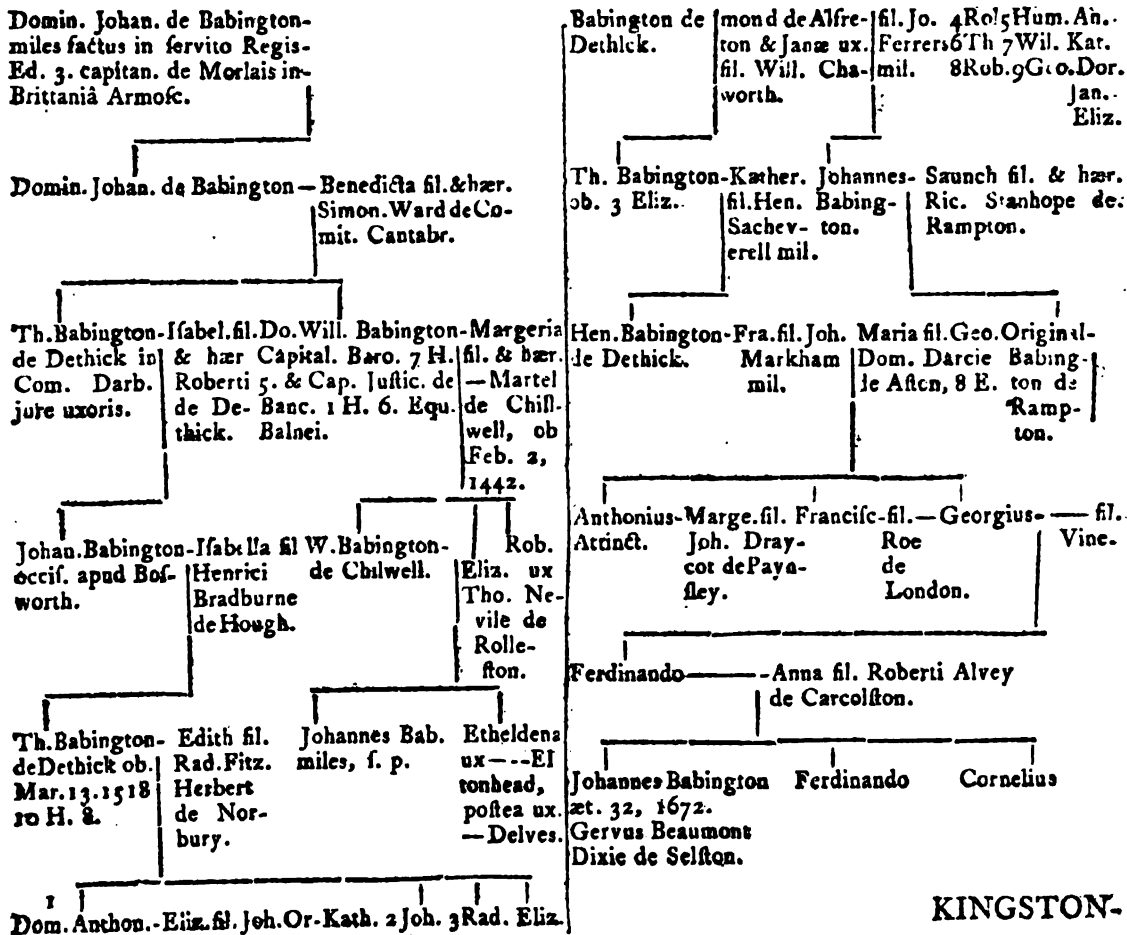 Domin. Johan. de Babington-
miles factus in servito Regis-
Ed. 3. capitan. de Morlais in-
Brittaniâ Armosc.
Domin. Johan. de Babington — Benedicta fil. & hær.
Simon. Ward de Co-
mit. Cantabr.
Th. Babington- Isabel. fil. Do. Will. Babington- Margeria
de Dethick in & hær Capital. Baro. 7 H. fil. & hær.
Com. Darb. Roberti 5. & Cap. Justic. de — Martel
jure uxoris. de De- Banc. 1 H. 6. Equ. de Chisl-
thick. Balnei. well, ob
Feb. 2,
1442.
Johan. Babington- Isabella fil W. Babington- Rob.
occis. apud Bos- Henrici de Chilwell. Eliz. ux
worth. Bradburne Tho. Ne-
de Hough. vile de
Rolle-
ston.
Th. Babington- Edith fil. Johannes Bab. Etheldena
de Dethick ob. Rad. Fitz. miles, s. p. ux — -- El
Mar. 13. 1518 Herbert tonhead,
10 H. 8. de Nor- postea ux.
bury. — Delves.
1
Dom. Anthon. - Eliz. fil. Joh. Or- Kath. 2 Joh. 3 Rad. Eliz.
Babington de mond de Alfre- fil. Jo. 4 Rol 5 Hum. An.
Dethick. ton & Janæ ux. Ferrers 6 Th 7 Wil. Kat.
fil. Will. Cha- mil. 8 Rob. 9 Geo. Dor.
worth. Jan.
Eliz.
Th. Babington- Kather. Johannes- Saunch fil. & hær.
ob. 3 Eliz. fil. Hen. Babing- Ric. Stanhope de
Sachev- ton. Rampton.
erell mil.
Hen. Babington- Fra. fil. Joh. Maria fil. Geo. Original-
de Dethick. Markham Dom. Darcie Babing-
mil. de Aston, 8 E. ton de
Ramp-
ton.
Anthonius- Marge. fil. Francisc- fil. — Georgius- — fil.
Attinct. Joh. Dray- Roe Vine.
cot de Payn- de
sley. London.
Ferdinando — - Anna fil. Roberti Alvey
de Carcolston.
Johannes Babington Ferdinando Cornelius
æt. 32, 1672.
Gervus Beaumont
Dixie de Selston.
KINGSTON-